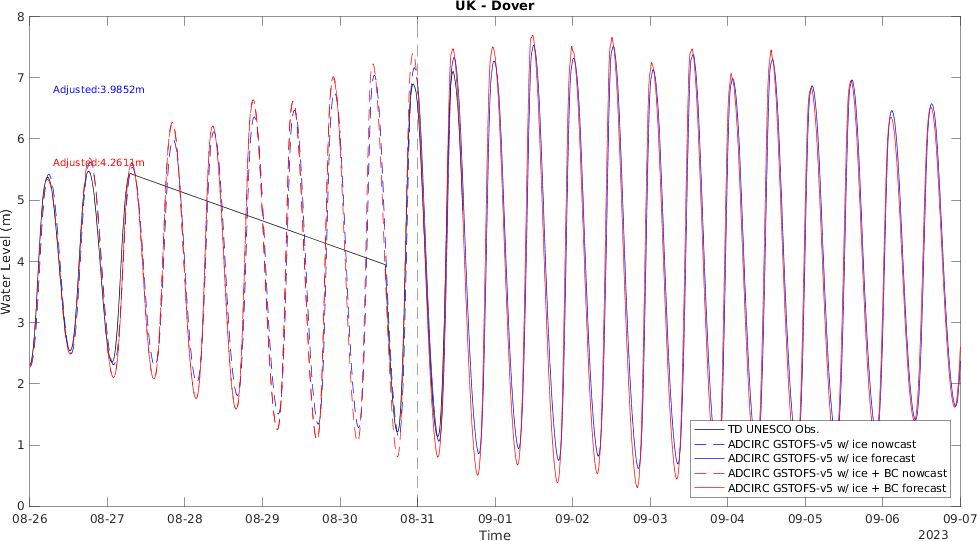 UK - Dover
8
7
6
5
4
3
2
1
0
Water Level (m)
Adjusted:3.9852m
Adjusted:4.2611m
TD UNESCO Obs.
ADCIRC GSTOFS-v5 w/ ice nowcast
ADCIRC GSTOFS-v5 w/ ice forecast
ADCIRC GSTOFS-v5 w/ ice + BC nowcast
ADCIRC GSTOFS-v5 w/ ice + BC forecast
08-26 08-27 08-28 08-29 08-30 08-31 09-01 09-02 09-03 09-04 09-05 09-06 09-07
Time
2023